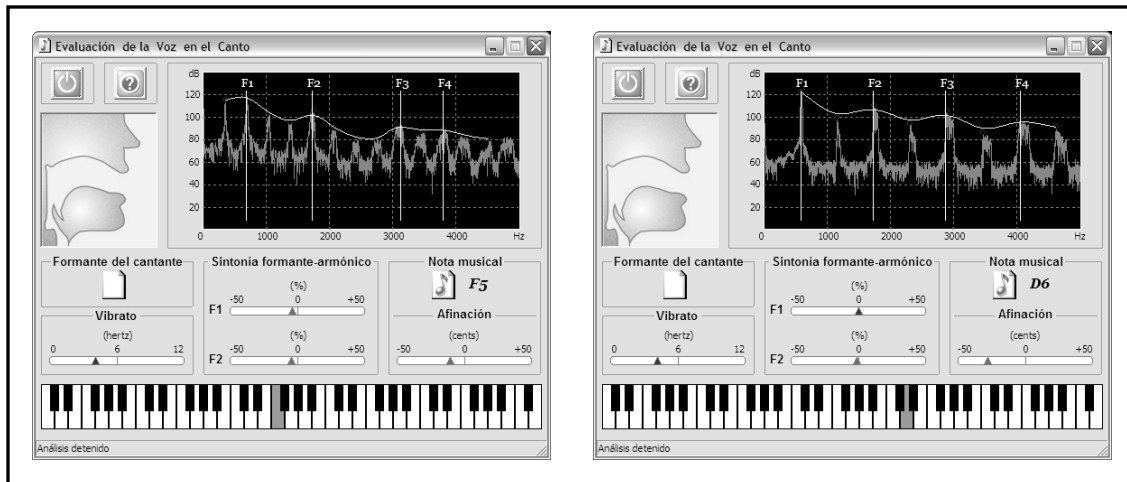 Evaluación de la Voz en el Canto
dB
120
100
80
60
40
20
F1 F2 F3 F4
0 1000 2000 3000 4000 Hz
Formante del cantante
Vibrato
(hertz)
0 6 12
Sintonía formante-armónico
(%)
-50 0 +50
F1
(%)
-50 0 +50
F2
Nota musical
F5
Afinación
(cents)
-50 0 +50
Análisis detenido
Evaluación de la Voz en el Canto
dB
120
100
80
60
40
20
F1 F2 F3 F4
0 1000 2000 3000 4000 Hz
Formante del cantante
Vibrato
(hertz)
0 6 12
Sintonía formante-armónico
(%)
-50 0 +50
F1
(%)
-50 0 +50
F2
Nota musical
D6
Afinación
(cents)
-50 0 +50
Análisis detenido